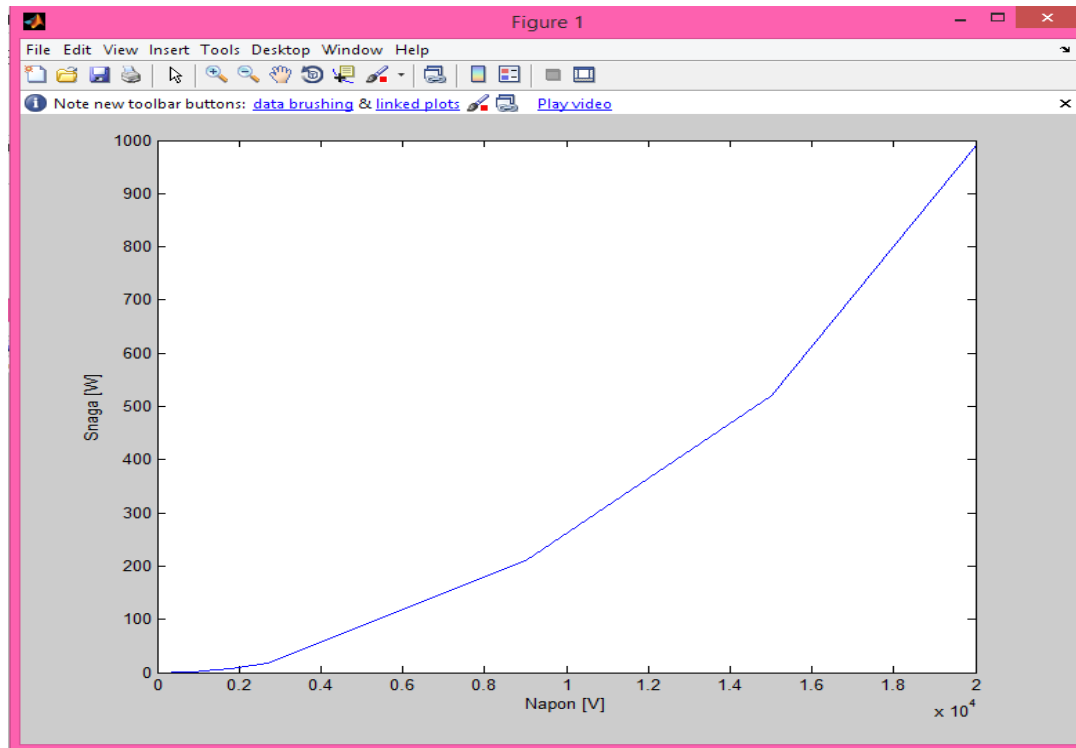 Figure 1
File Edit View Insert Tools Desktop Window Help
Note new toolbar buttons: data brushing & linked plots Play video
1000
900
800
700
600
500
400
300
200
100
0
Snaga [W]
0 0.2 0.4 0.6 0.8 1 1.2 1.4 1.6 1.8 2
Napon [V]
x 10^4